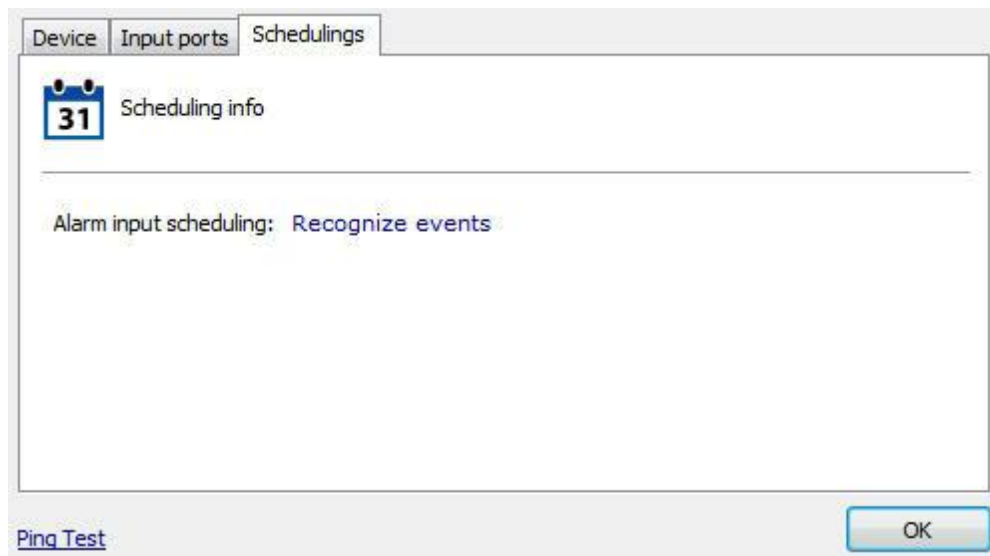 Device Input ports Schedulings
31 Scheduling info
Alarm input scheduling: Recognize events
Ping Test OK